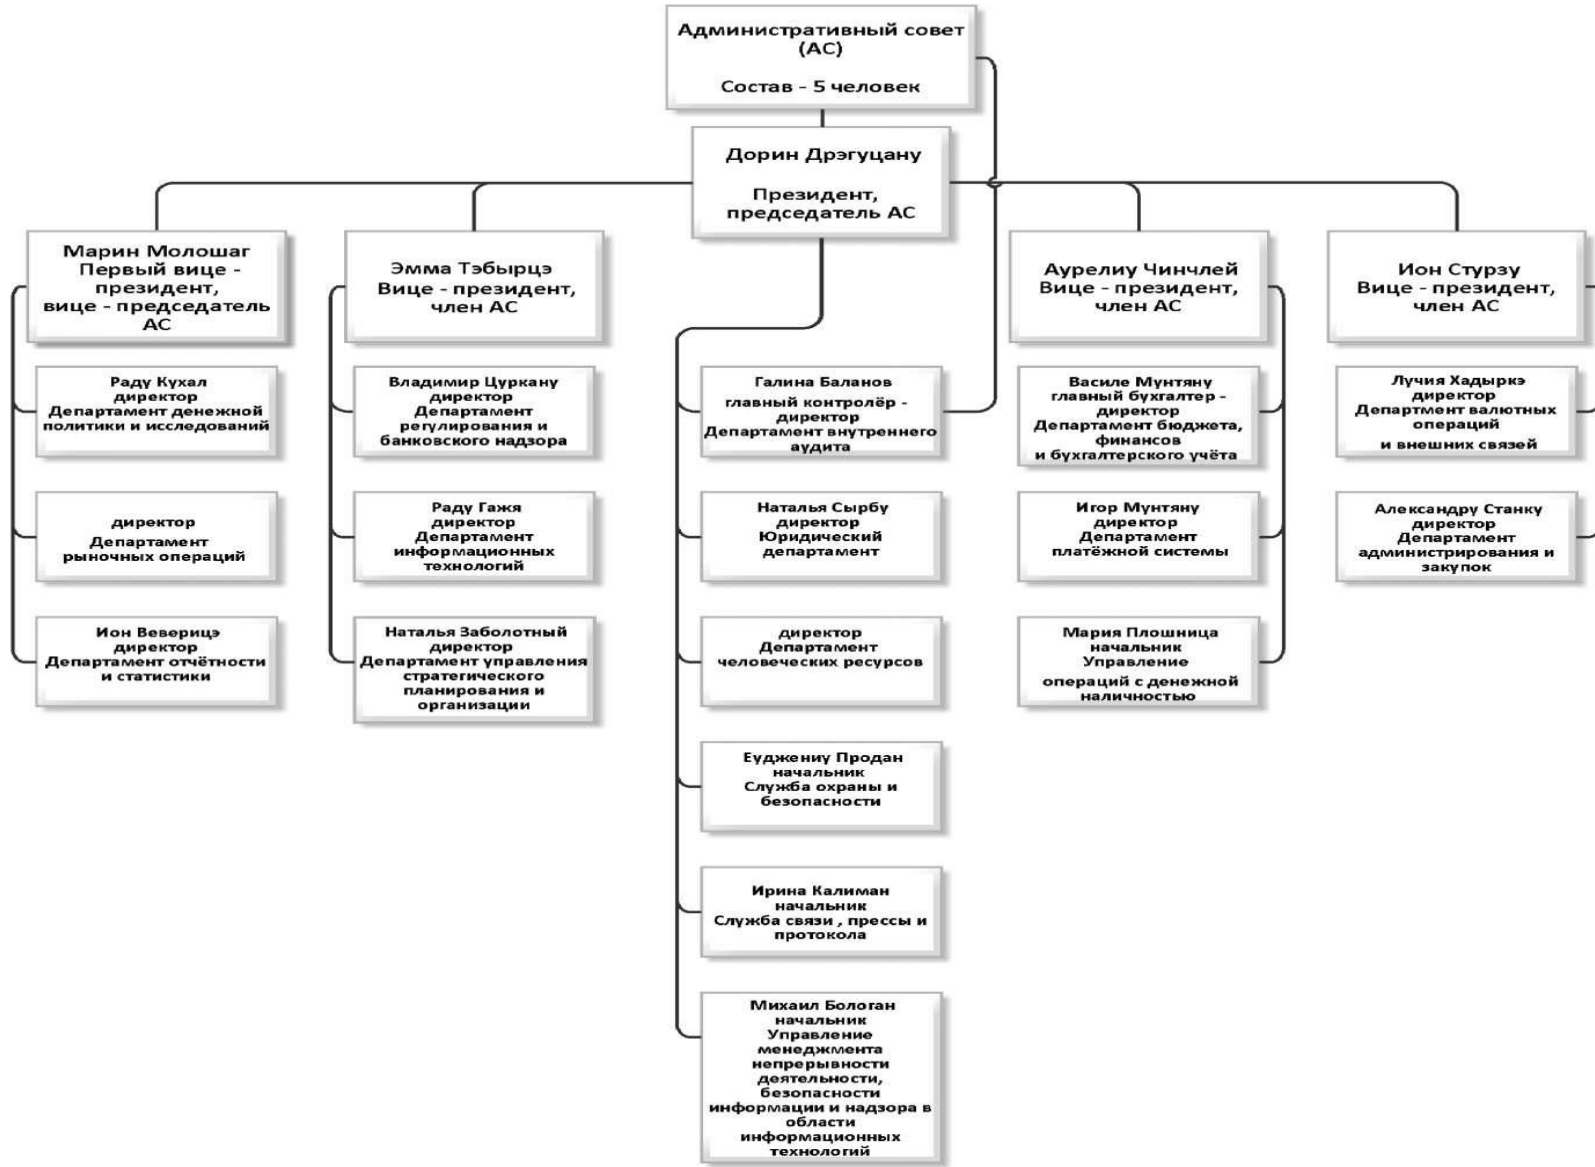 Административный совет
(АС)
Состав - 5 человек
Дорин Дрэгуцану
Президент,
председатель АС
Марин Молошаг
Первый вице -
президент,
вице - председатель
АС
Раду Кухал
директор
Департамент денежной
политики и исследований
директор
Департамент
рыночных операций
Ион Веверицэ
директор
Департамент отчётности
и статистики
Эмма Тэбырцэ
Вице - президент,
член АС
Владимир Цуркану
директор
Департамент
регулирования и
банковского надзора
Раду Гажя
директор
Департамент
информационных
технологий
Наталья Заболотный
директор
Департамент управления
стратегического
планирования и
организации
Галина Баланов
главный контролёр -
директор
Департамент внутреннего
аудита
Наталья Сырбу
директор
Юридический
департамент
директор
Департамент
человеческих ресурсов
Еуджениу Продан
начальник
Служба охраны и
безопасности
Ирина Калиман
начальник
Служба связи , прессы и
протокола
Михаил Бологан
начальник
Управление
менеджмента
непрерывности
деятельности,
безопасности
информации и надзора в
области
информационных
технологий
Аурелиу Чинчлей
Вице - президент,
член АС
Василе Мунтяну
главный бухгалтер -
директор
Департамент бюджета,
финансов
и бухгалтерского учёта
Игор Мунтяну
директор
Департамент
платёжной системы
Мария Плошница
начальник
Управление
операций с денежной
наличностью
Ион Стурзу
Вице - президент,
член АС
Лучия Хадыркэ
директор
Департмент валютных
операций
и внешних связей
Александру Станку
директор
Департамент
администрирования и
закупок